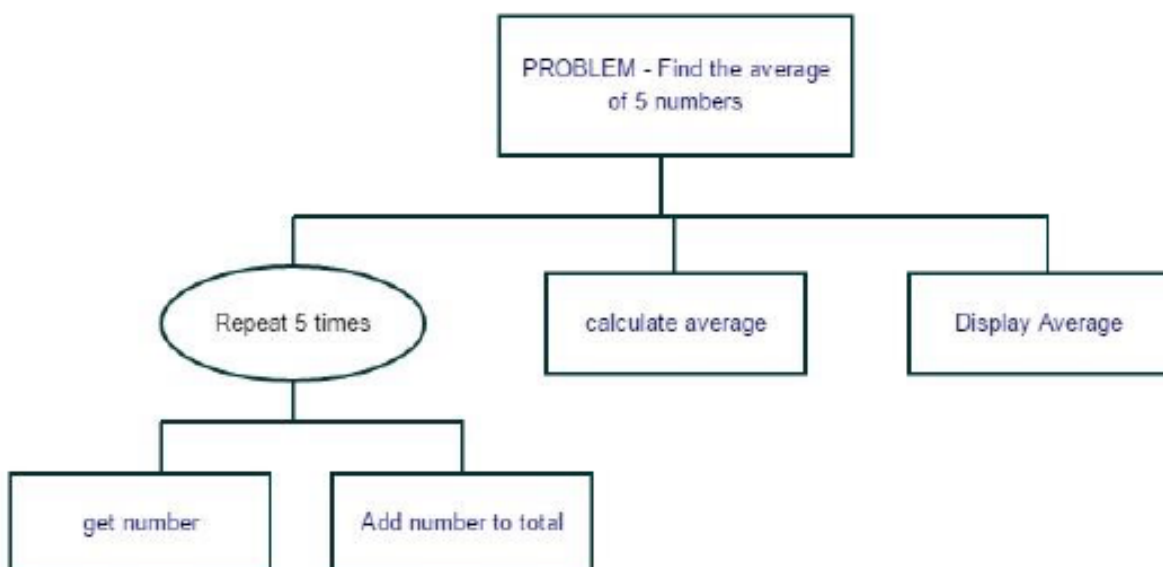 PROBLEM - Find the average
of 5 numbers
Repeat 5 times
calculate average
Display Average
get number
Add number to total